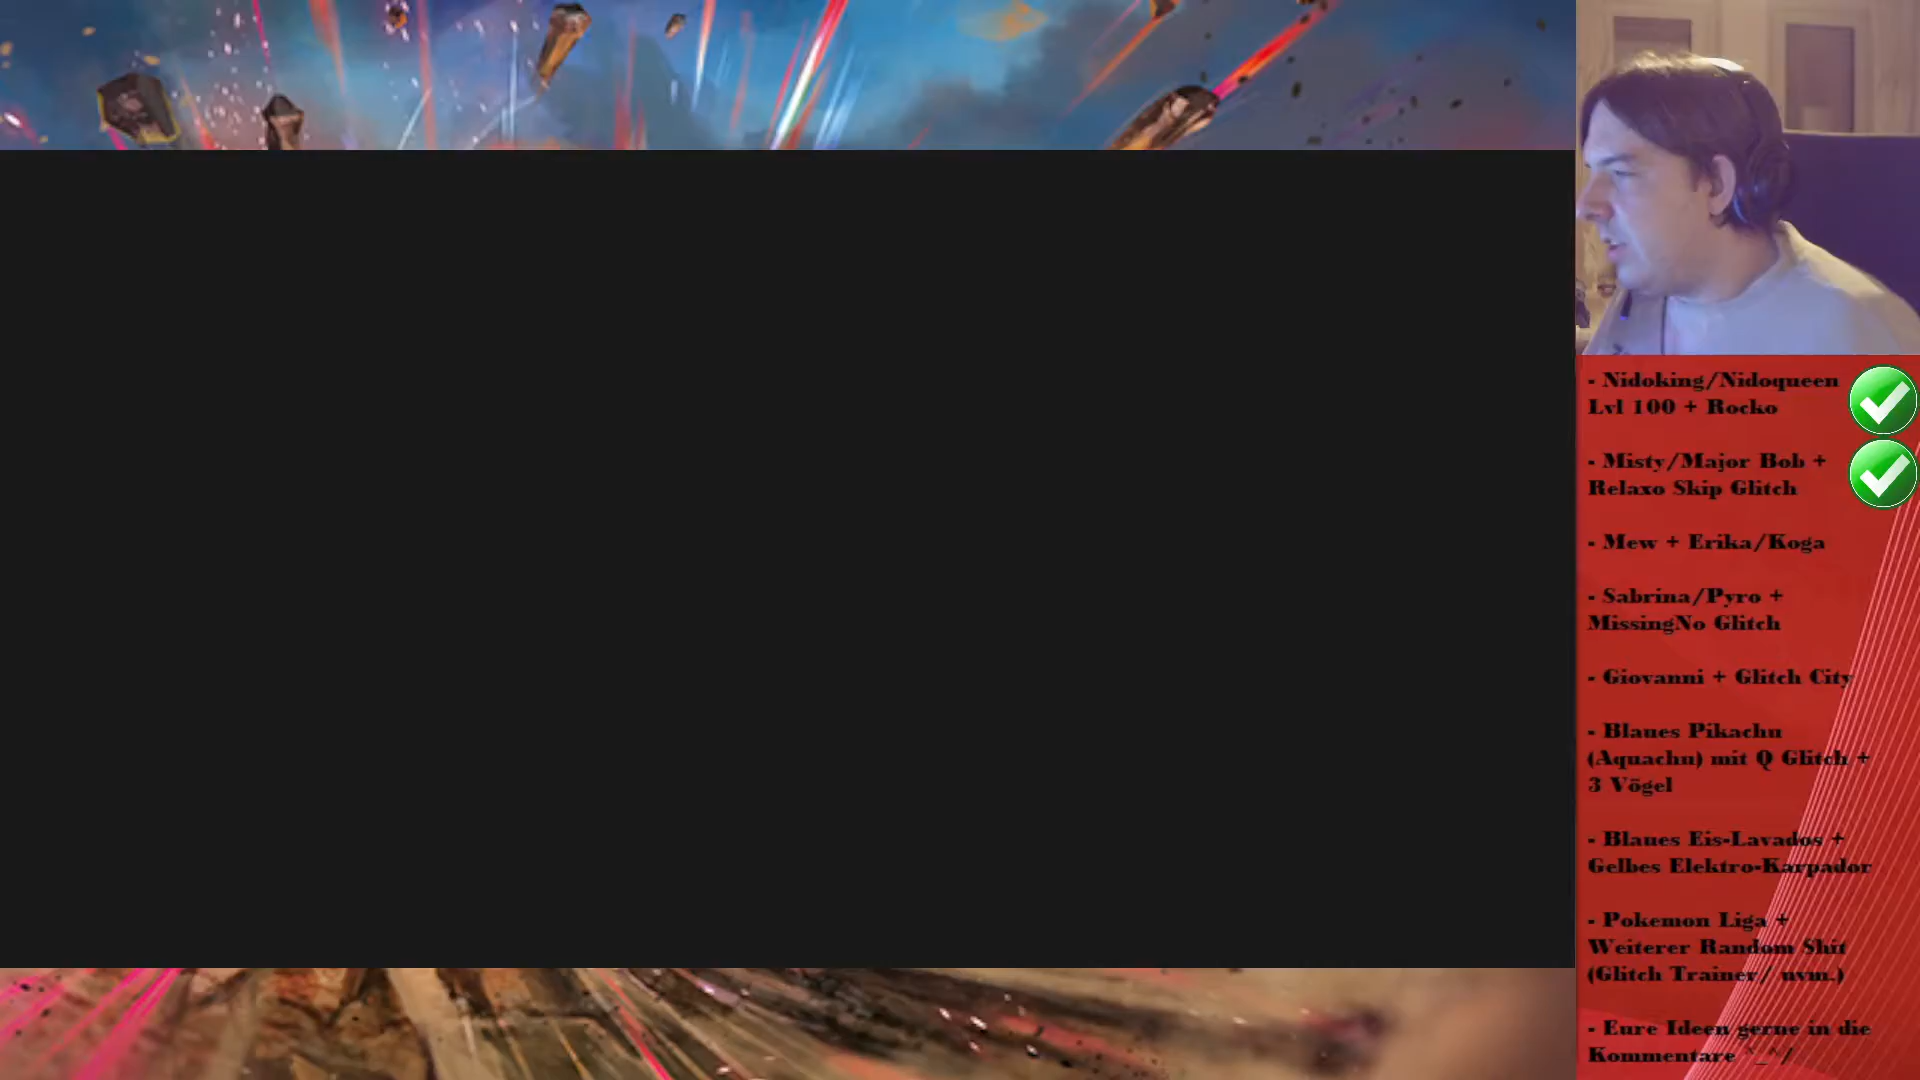 - Nidoking/Nidoqueen
Lvl 100 + Rocko
- Misty/Major Bob +
Relaxo Skip Glitch
- Mew + Erika/Koga
- Sabrina/Pyro +
MissingNo Glitch
- Giovanni + Glitch City
- Blaues Pikachu
(Aquachu) mit Q Glitch +
3 Vögel
- Blaues Eis-Lavados +
Gelbes Elektro-Karpador
- Pokemon Liga +
Weiterer Random Shit
(Glitch Trainer/ uvm.)
- Eure Ideen gerne in die
Kommentare ^_^/